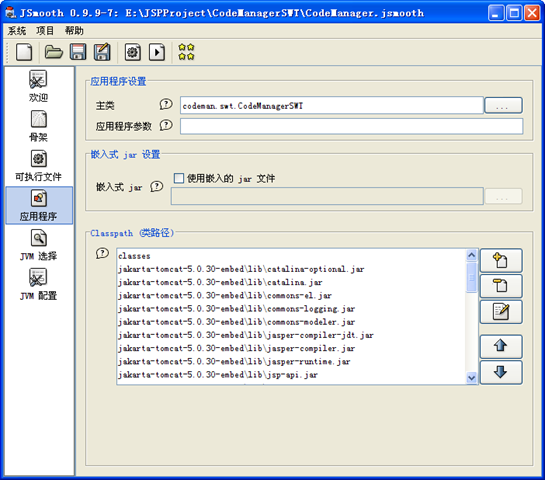 JSmooth 0.9.9-7: E:\JSPProject\CodeManagerSWT\CodeManager.jsmooth
系统 项目 帮助
欢迎
骨架
可执行文件
应用程序
JVM 选择
JVM 配置
应用程序设置
主类 codeman.swt.CodeManagerSWT ...
应用程序参数
嵌入式 jar 设置
嵌入式 jar 使用嵌入的 jar 文件
...
Classpath (类路径)
classes
jakarta-tomcat-5.0.30-embed\lib\catalina-optional.jar
jakarta-tomcat-5.0.30-embed\lib\catalina.jar
jakarta-tomcat-5.0.30-embed\lib\commons-el.jar
jakarta-tomcat-5.0.30-embed\lib\commons-logging.jar
jakarta-tomcat-5.0.30-embed\lib\commons-modeler.jar
jakarta-tomcat-5.0.30-embed\lib\jasper-compiler-jdt.jar
jakarta-tomcat-5.0.30-embed\lib\jasper-compiler.jar
jakarta-tomcat-5.0.30-embed\lib\jasper-runtime.jar
jakarta-tomcat-5.0.30-embed\lib\jsp-api.jar